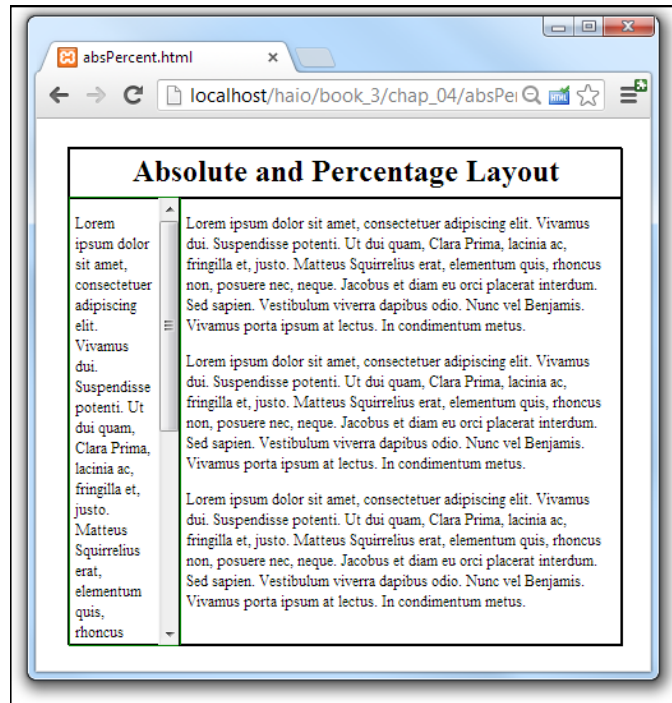 absPercent.html
localhost/haio/book_3/chap_04/absPe
Absolute and Percentage Layout
Lorem
ipsum dolor
sit amet,
consectetuer
adipiscing
elit.
Vivamus
dui.
Suspendisse
potenti. Ut
dui quam,
Clara Prima,
lacinia ac,
fringilla et,
justo.
Matteus
Squirrelius
erat,
elementum
quis,
rhoncus
Lorem ipsum dolor sit amet, consectetuer adipiscing elit. Vivamus
dui. Suspendisse potenti. Ut dui quam, Clara Prima, lacinia ac,
fringilla et, justo. Matteus Squirrelius erat, elementum quis, rhoncus
non, posuere nec, neque. Jacobus et diam eu orci placerat interdum.
Sed sapien. Vestibulum viverra dapibus odio. Nunc vel Benjamis.
Vivamus porta ipsum at lectus. In condimentum metus.
Lorem ipsum dolor sit amet, consectetuer adipiscing elit. Vivamus
dui. Suspendisse potenti. Ut dui quam, Clara Prima, lacinia ac,
fringilla et, justo. Matteus Squirrelius erat, elementum quis, rhoncus
non, posuere nec, neque. Jacobus et diam eu orci placerat interdum.
Sed sapien. Vestibulum viverra dapibus odio. Nunc vel Benjamis.
Vivamus porta ipsum at lectus. In condimentum metus.
Lorem ipsum dolor sit amet, consectetuer adipiscing elit. Vivamus
dui. Suspendisse potenti. Ut dui quam, Clara Prima, lacinia ac,
fringilla et, justo. Matteus Squirrelius erat, elementum quis, rhoncus
non, posuere nec, neque. Jacobus et diam eu orci placerat interdum.
Sed sapien. Vestibulum viverra dapibus odio. Nunc vel Benjamis.
Vivamus porta ipsum at lectus. In condimentum metus.